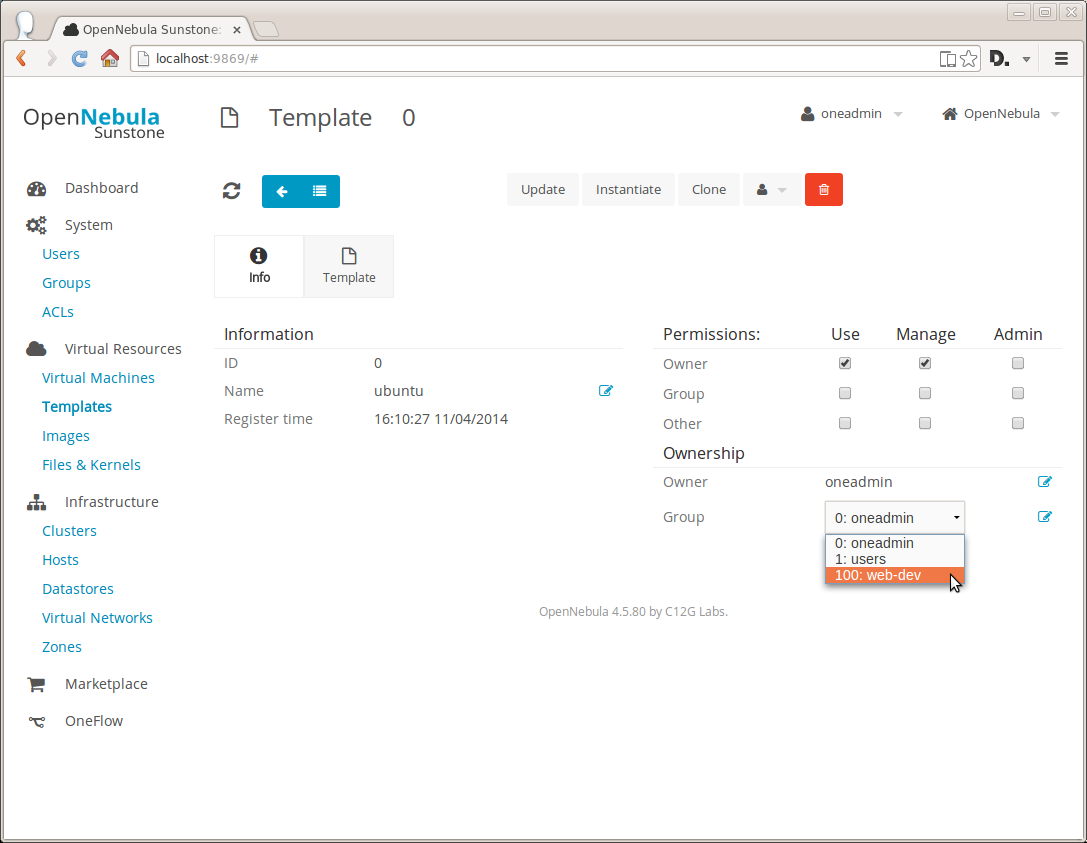 OpenNebula Sunstone:
localhost:9869/#
D.
OpenNebula
Sunstone
Template 0
oneadmin
OpenNebula
Dashboard
System
Users
Groups
ACLs
Virtual Resources
Virtual Machines
Templates
Images
Files & Kernels
Infrastructure
Clusters
Hosts
Datastores
Virtual Networks
Zones
Marketplace
OneFlow
Update
Instantiate
Clone
Info
Template
Information
ID 0
Name ubuntu
Register time 16:10:27 11/04/2014
Permissions: Use Manage Admin
Owner
Group
Other
Ownership
Owner oneadmin
Group 0: oneadmin
0: oneadmin
1: users
100: web-dev
OpenNebula 4.5.80 by C12G Labs.